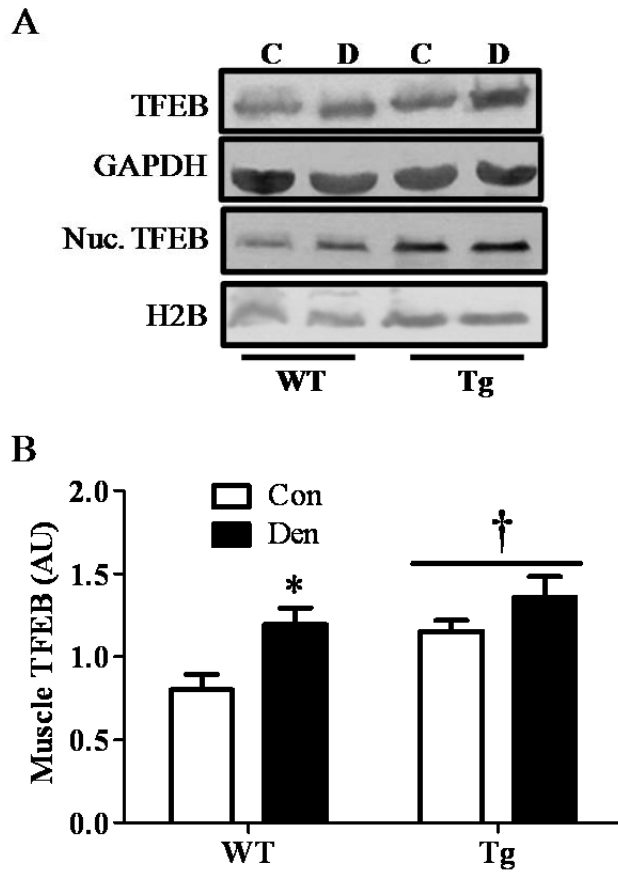 A
C D C D
TFEB
GAPDH
Nuc. TFEB
H2B
WT Tg
B
Muscle TFEB (AU)
2.0
1.5
1.0
0.5
0.0
Con
Den
*
†
WT Tg